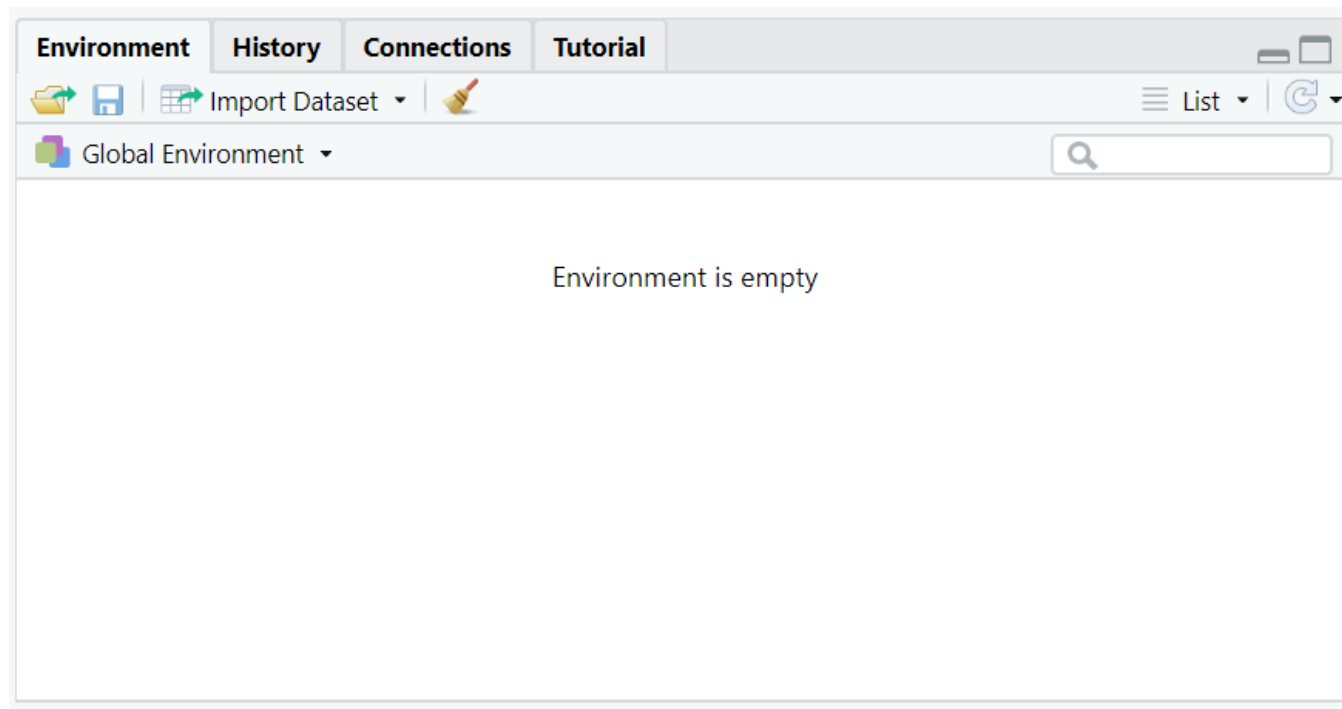 Environment History Connections Tutorial
Import Dataset List
Global Environment
Environment is empty